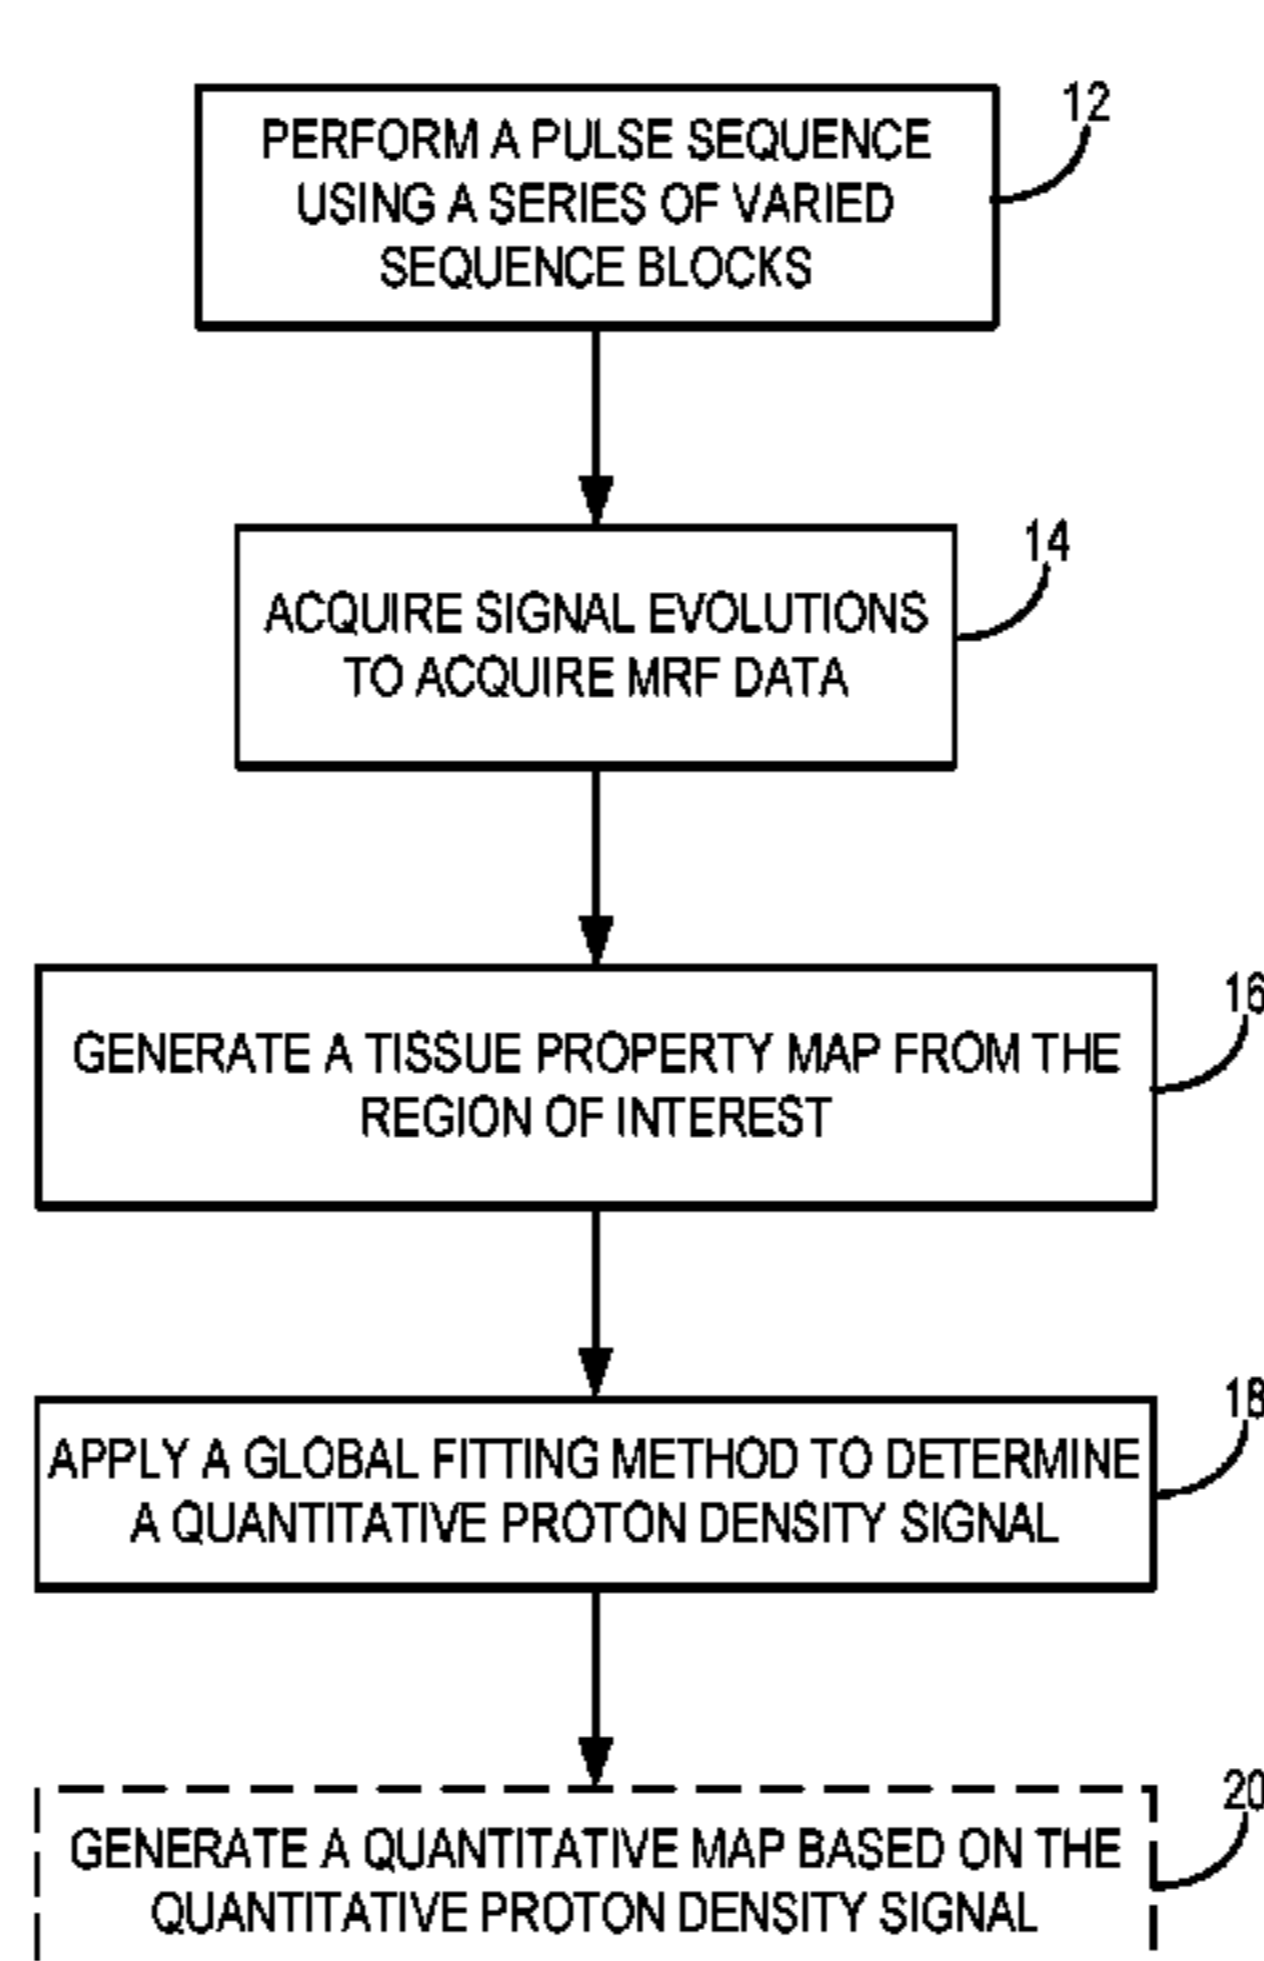 12
PERFORM A PULSE SEQUENCE
USING A SERIES OF VARIED
SEQUENCE BLOCKS
14
ACQUIRE SIGNAL EVOLUTIONS
TO ACQUIRE MRF DATA
16
GENERATE A TISSUE PROPERTY MAP FROM THE
REGION OF INTEREST
18
APPLY A GLOBAL FITTING METHOD TO DETERMINE
A QUANTITATIVE PROTON DENSITY SIGNAL
20
GENERATE A QUANTITATIVE MAP BASED ON THE
QUANTITATIVE PROTON DENSITY SIGNAL